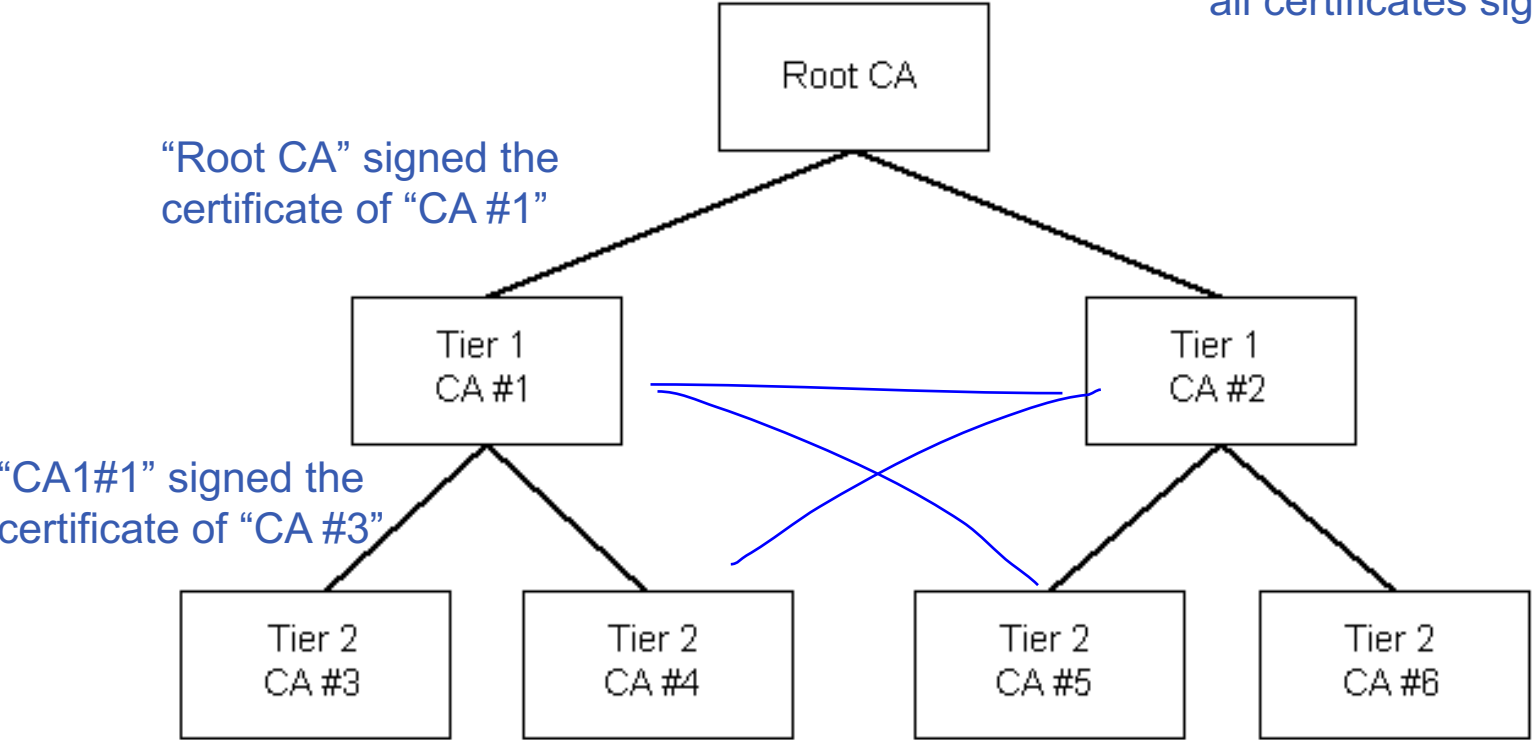 all certificates sig
Root CA
“Root CA” signed the
certificate of “CA #1”
Tier 1
CA #1
Tier 1
CA #2
“CA1#1” signed the
certificate of “CA #3”
Tier 2
CA #3
Tier 2
CA #4
Tier 2
CA #5
Tier 2
CA #6